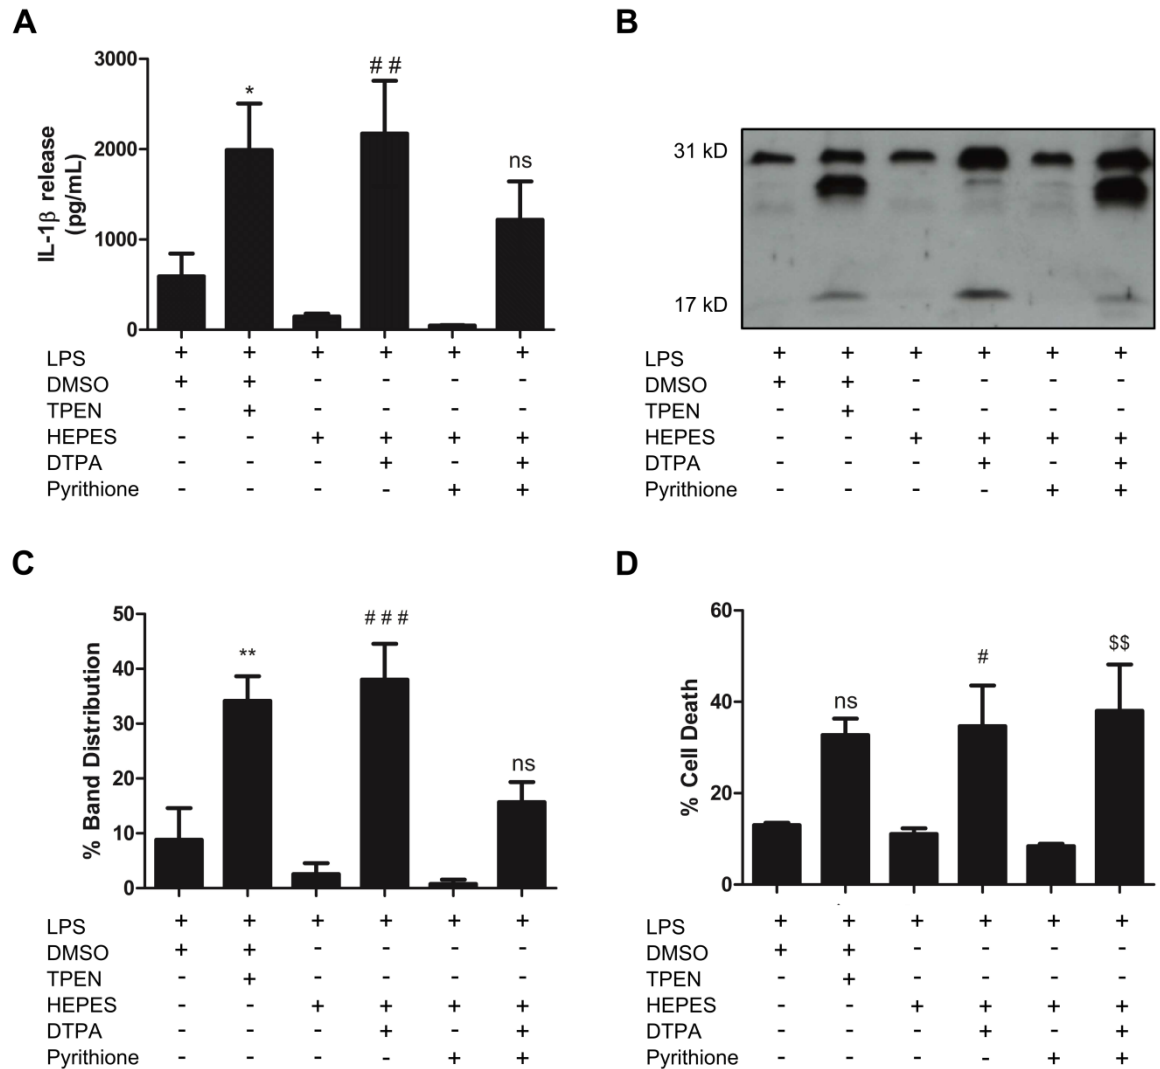 A
IL-1β release
(pg/mL)
3000
2000
1000
0
*
# #
ns
LPS + + + + + +
DMSO + + - - - -
TPEN - + - - - -
HEPES - - + + + +
DTPA - - - + - +
Pyrithione - - - - + +
B
31 kD
17 kD
LPS + + + + + +
DMSO + + - - - -
TPEN - + - - - -
HEPES - - + + + +
DTPA - - - + - +
Pyrithione - - - - + +
C
% Band Distribution
50
40
30
20
10
0
**
# # #
ns
LPS + + + + + +
DMSO + + - - - -
TPEN - + - - - -
HEPES - - + + + +
DTPA - - - + - +
Pyrithione - - - - + +
D
% Cell Death
60
40
20
0
ns
#
$$
LPS + + + + + +
DMSO + + - - - -
TPEN - + - - - -
HEPES - - + + + +
DTPA - - - + - +
Pyrithione - - - - + +